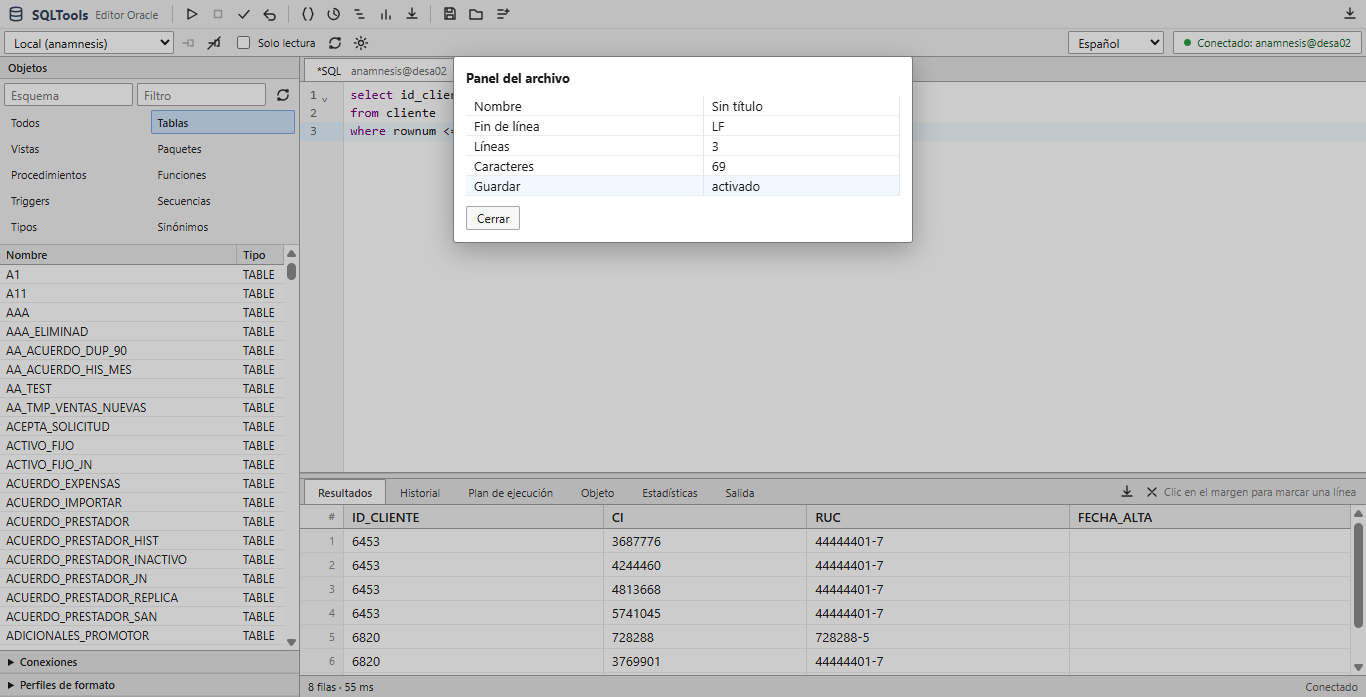 SQLTools Editor Oracle
Local (anamnesis) Solo lectura Español Conectado: anamnesis@desa02
Objetos
Esquema Filtro
Todos Tablas
Vistas Paquetes
Procedimientos Funciones
Triggers Secuencias
Tipos Sinónimos
Nombre Tipo
A1 TABLE
A11 TABLE
AAA TABLE
AAA_ELIMINAD TABLE
AA_ACUERDO_DUP_90 TABLE
AA_ACUERDO_HIS_MES TABLE
AA_TEST TABLE
AA_TMP_VENTAS_NUEVAS TABLE
ACEPTA_SOLICITUD TABLE
ACTIVO_FIJO TABLE
ACTIVO_FIJO_JN TABLE
ACUERDO_EXPENSAS TABLE
ACUERDO_IMPORTAR TABLE
ACUERDO_PRESTADOR TABLE
ACUERDO_PRESTADOR_HIST TABLE
ACUERDO_PRESTADOR_INACTIVO TABLE
ACUERDO_PRESTADOR_JN TABLE
ACUERDO_PRESTADOR_REPLICA TABLE
ACUERDO_PRESTADOR_SAN TABLE
ADICIONALES_PROMOTOR TABLE
Conexiones
Perfiles de formato
*SQL anamnesis@desa02
1 select id_clie
2 from cliente
3 where rownum <=
Panel del archivo
Nombre Sin título
Fin de línea LF
Líneas 3
Caracteres 69
Guardar activado
Cerrar
Resultados Historial Plan de ejecución Objeto Estadísticas Salida Clic en el margen para marcar una línea
# ID_CLIENTE CI RUC FECHA_ALTA
1 6453 3687776 44444401-7
2 6453 4244460 44444401-7
3 6453 4813668 44444401-7
4 6453 5741045 44444401-7
5 6820 728288 728288-5
6 6820 3769901 44444401-7
8 filas · 55 ms Conectado